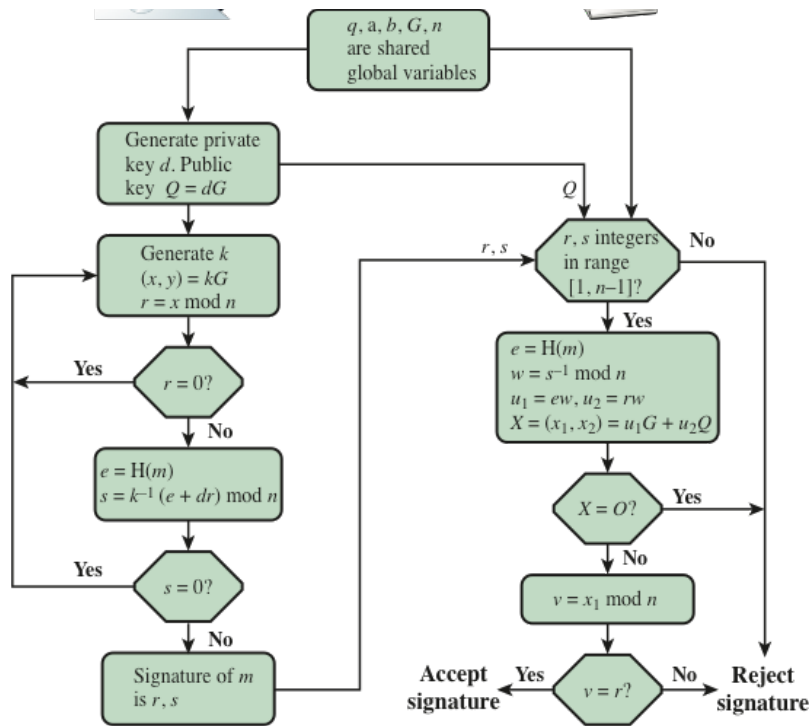 q, a, b, G, n
are shared
global variables
Generate private
key d. Public
key Q = dG
Q
Generate k
(x, y) = kG
r = x mod n
r = 0?
Yes
No
e = H(m)
s = k⁻¹ (e + dr) mod n
s = 0?
Yes
No
Signature of m
is r, s
r, s
r, s integers
in range
[1, n–1]?
No
Yes
e = H(m)
w = s⁻¹ mod n
u₁ = ew, u₂ = rw
X = (x₁, x₂) = u₁G + u₂Q
X = O?
Yes
No
v = x₁ mod n
v = r?
Yes
Accept
signature
No
Reject
signature